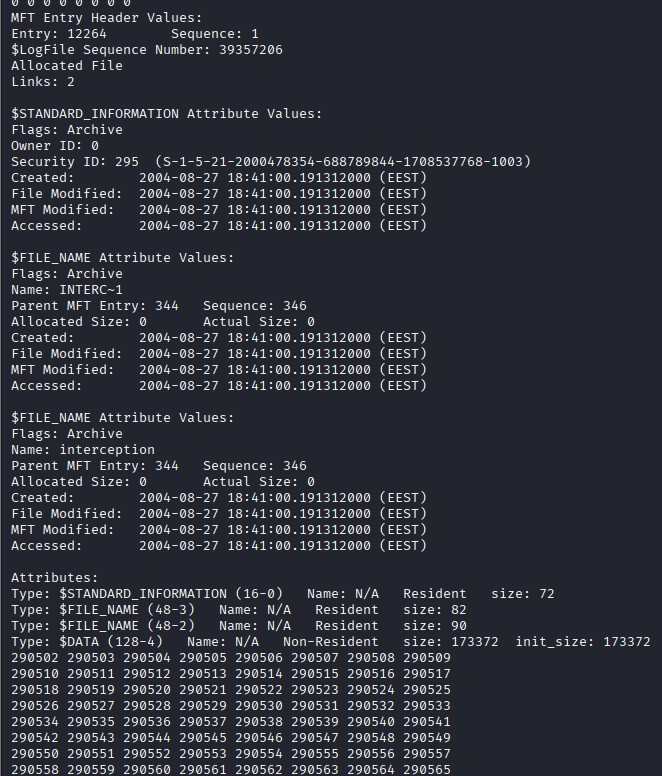 0 0 0 0 0 0 0 0
MFT Entry Header Values:
Entry: 12264        Sequence: 1
$LogFile Sequence Number: 39357206
Allocated File
Links: 2

$STANDARD_INFORMATION Attribute Values:
Flags: Archive
Owner ID: 0
Security ID: 295  (S-1-5-21-2000478354-688789844-1708537768-1003)
Created:        2004-08-27 18:41:00.191312000 (EEST)
File Modified:  2004-08-27 18:41:00.191312000 (EEST)
MFT Modified:   2004-08-27 18:41:00.191312000 (EEST)
Accessed:       2004-08-27 18:41:00.191312000 (EEST)

$FILE_NAME Attribute Values:
Flags: Archive
Name: INTERC~1
Parent MFT Entry: 344   Sequence: 346
Allocated Size: 0       Actual Size: 0
Created:        2004-08-27 18:41:00.191312000 (EEST)
File Modified:  2004-08-27 18:41:00.191312000 (EEST)
MFT Modified:   2004-08-27 18:41:00.191312000 (EEST)
Accessed:       2004-08-27 18:41:00.191312000 (EEST)

$FILE_NAME Attribute Values:
Flags: Archive
Name: interception
Parent MFT Entry: 344   Sequence: 346
Allocated Size: 0       Actual Size: 0
Created:        2004-08-27 18:41:00.191312000 (EEST)
File Modified:  2004-08-27 18:41:00.191312000 (EEST)
MFT Modified:   2004-08-27 18:41:00.191312000 (EEST)
Accessed:       2004-08-27 18:41:00.191312000 (EEST)

Attributes:
Type: $STANDARD_INFORMATION (16-0)   Name: N/A   Resident   size: 72
Type: $FILE_NAME (48-3)   Name: N/A   Resident   size: 82
Type: $FILE_NAME (48-2)   Name: N/A   Resident   size: 90
Type: $DATA (128-4)   Name: N/A   Non-Resident   size: 173372  init_size: 173372
290502 290503 290504 290505 290506 290507 290508 290509
290510 290511 290512 290513 290514 290515 290516 290517
290518 290519 290520 290521 290522 290523 290524 290525
290526 290527 290528 290529 290530 290531 290532 290533
290534 290535 290536 290537 290538 290539 290540 290541
290542 290543 290544 290545 290546 290547 290548 290549
290550 290551 290552 290553 290554 290555 290556 290557
290558 290559 290560 290561 290562 290563 290564 290565